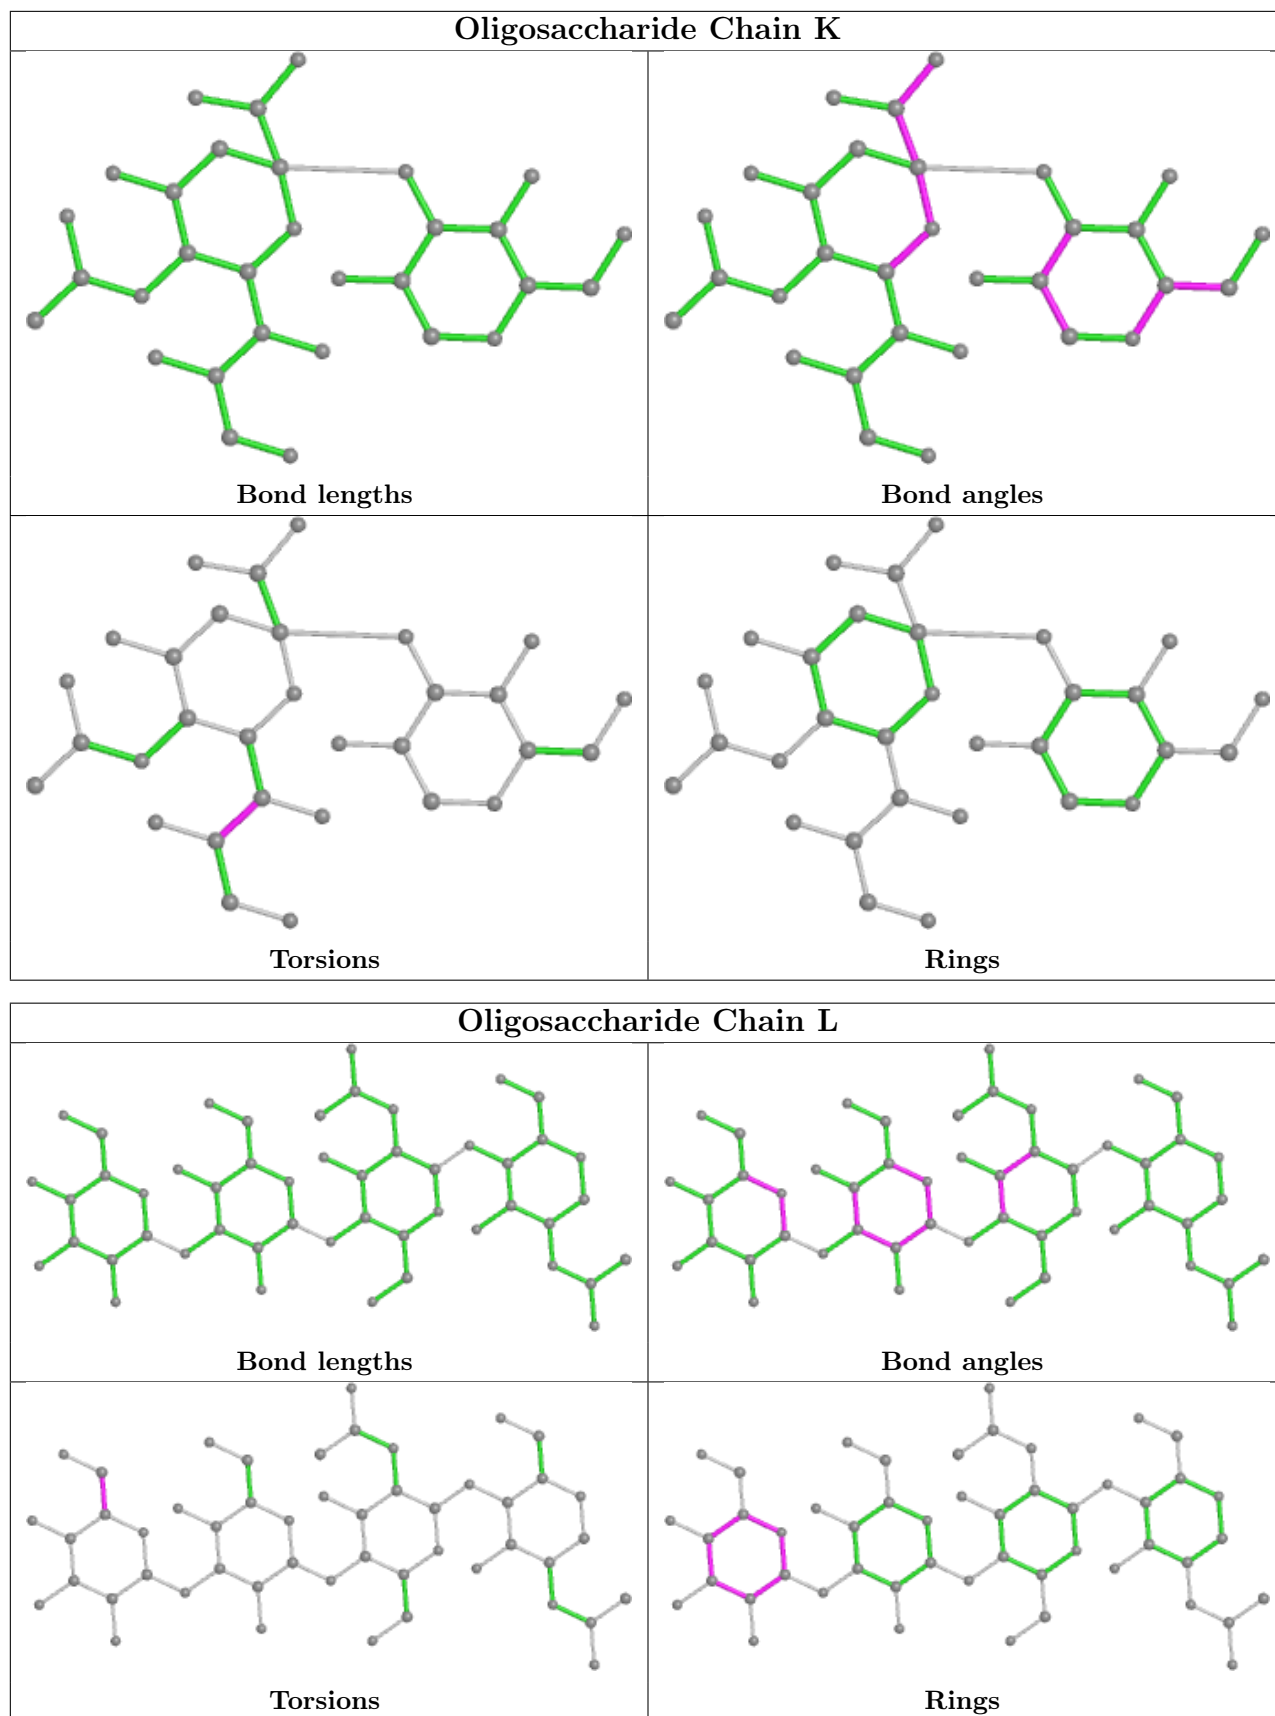 Oligosaccharide Chain K
Bond lengths
Bond angles
Torsions
Rings
Oligosaccharide Chain L
Bond lengths
Bond angles
Torsions
Rings